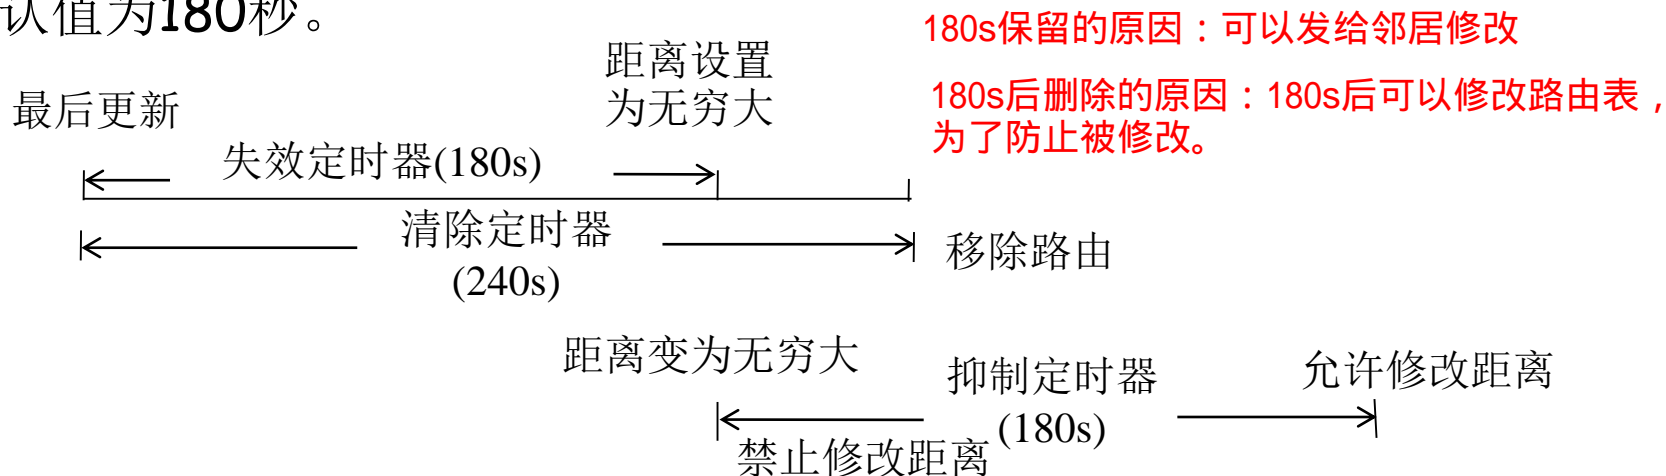 认值为180秒。
180s保留的原因：可以发给邻居修改
距离设置
为无穷大
180s后删除的原因：180s后可以修改路由表，
为了防止被修改。
最后更新
失效定时器(180s)
清除定时器
(240s)
移除路由
距离变为无穷大
抑制定时器
(180s)
允许修改距离
禁止修改距离